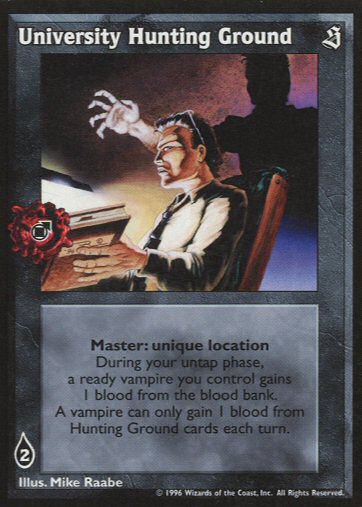 University Hunting Ground
Master: unique location
During your untap phase,
a ready vampire you control gains
1 blood from the blood bank.
A vampire can only gain 1 blood from
Hunting Ground cards each turn.
2
Illus. Mike Raabe
© 1996 Wizards of the Coast, Inc. All Rights Reserved.